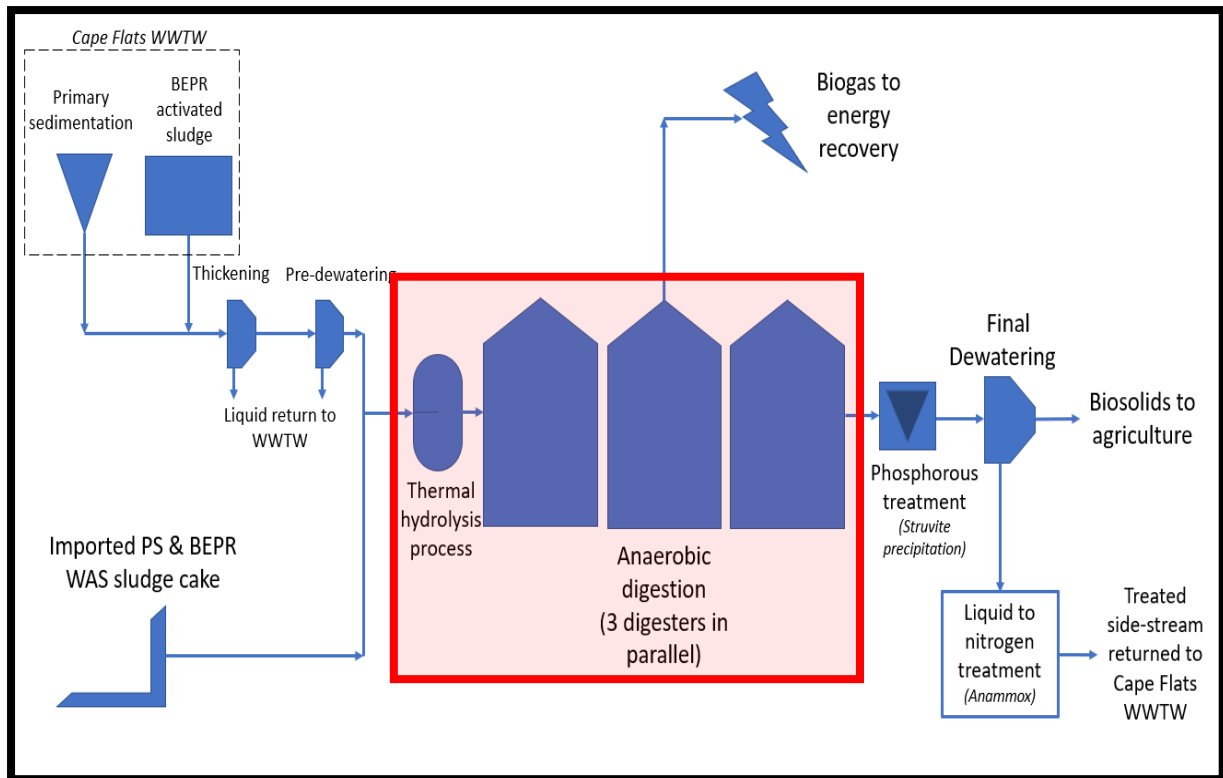 Cape Flats WWTW
Primary
sedimentation
BEPR
activated
sludge
Thickening
Pre-dewatering
Liquid return to
WWTW
Imported PS & BEPR
WAS sludge cake
Thermal
hydrolysis
process
Anaerobic
digestion
(3 digesters in
parallel)
Biogas to
energy
recovery
Phosphorous
treatment
(Struvite
precipitation)
Final
Dewatering
Biosolids to
agriculture
Liquid to
nitrogen
treatment
(Anammox)
Treated
side-stream
returned to
Cape Flats
WWTW